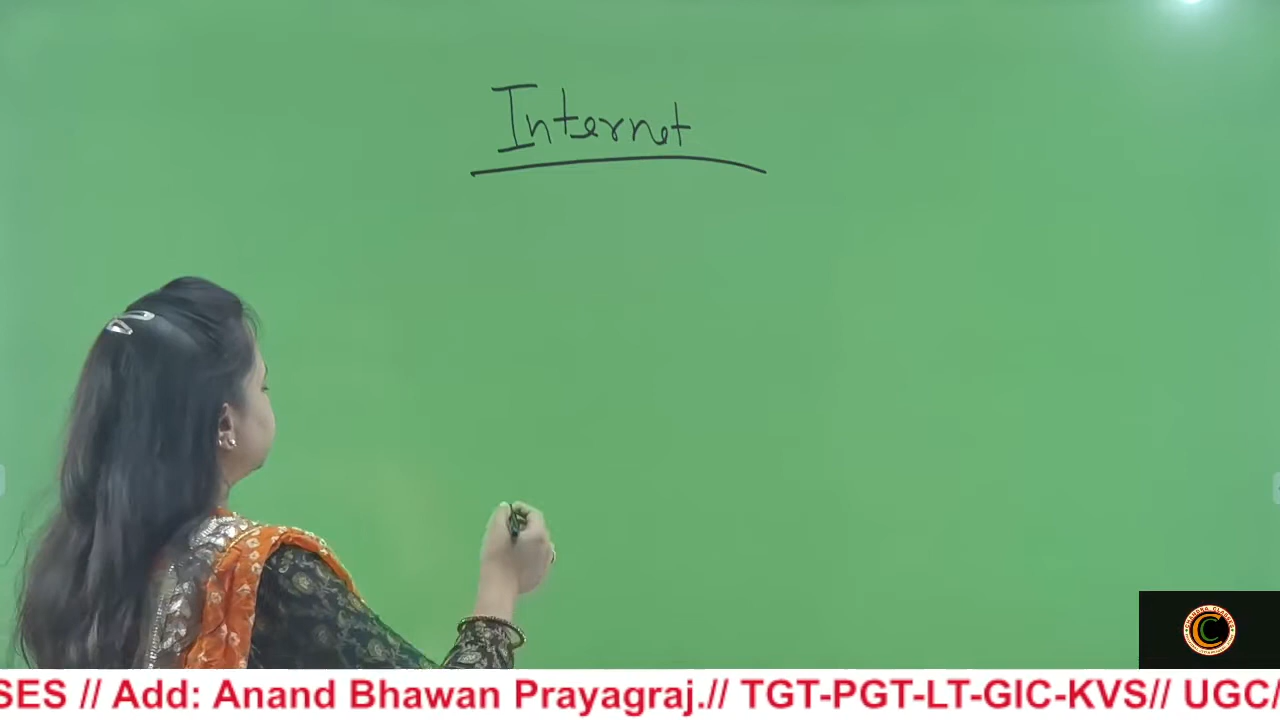 Internet
SES // Add: Anand Bhawan Prayagraj.// TGT-PGT-LT-GIC-KVS// UGC/